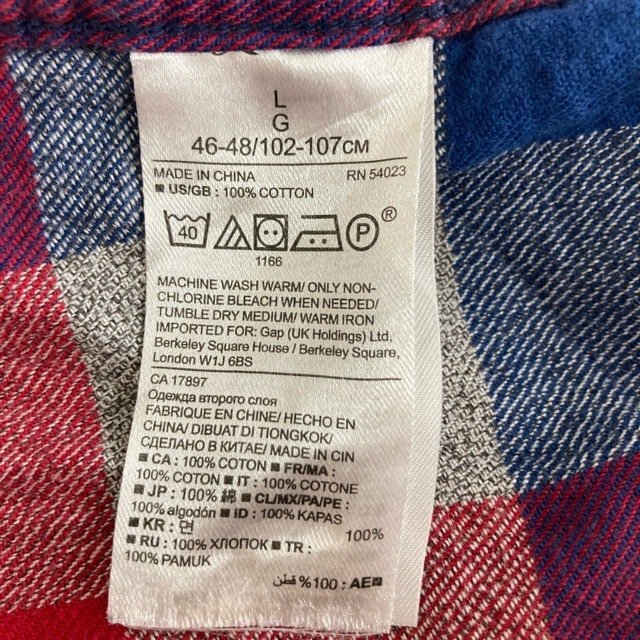 L
G
46-48/102-107CM
MADE IN CHINA RN 54023
■ US/GB : 100% COTTON
40 P ®
1166
MACHINE WASH WARM/ ONLY NON-
CHLORINE BLEACH WHEN NEEDED/
TUMBLE DRY MEDIUM/ WARM IRON
IMPORTED FOR: Gap (UK Holdings) Ltd,
Berkeley Square House / Berkeley Square,
London W1J 6BS
CA 17897
Одежда второго слоя
FABRIQUE EN CHINE/ HECHO EN
CHINA/ DIBUAT DI TIONGKOK/
СДЕЛАНО В КИТАЕ/ MADE IN CIN
■ CA : 100% COTON ■ FR/MA :
100% COTON ■ IT : 100% COTONE
■ JP : 100% 綿 ■ CL/MX/PA/PE :
100% algodón ■ ID : 100% KAPAS
■ KR : 면 100%
■ RU : 100% ХЛОПОК ■ TR :
100% PAMUK
■AE : 100% قطن